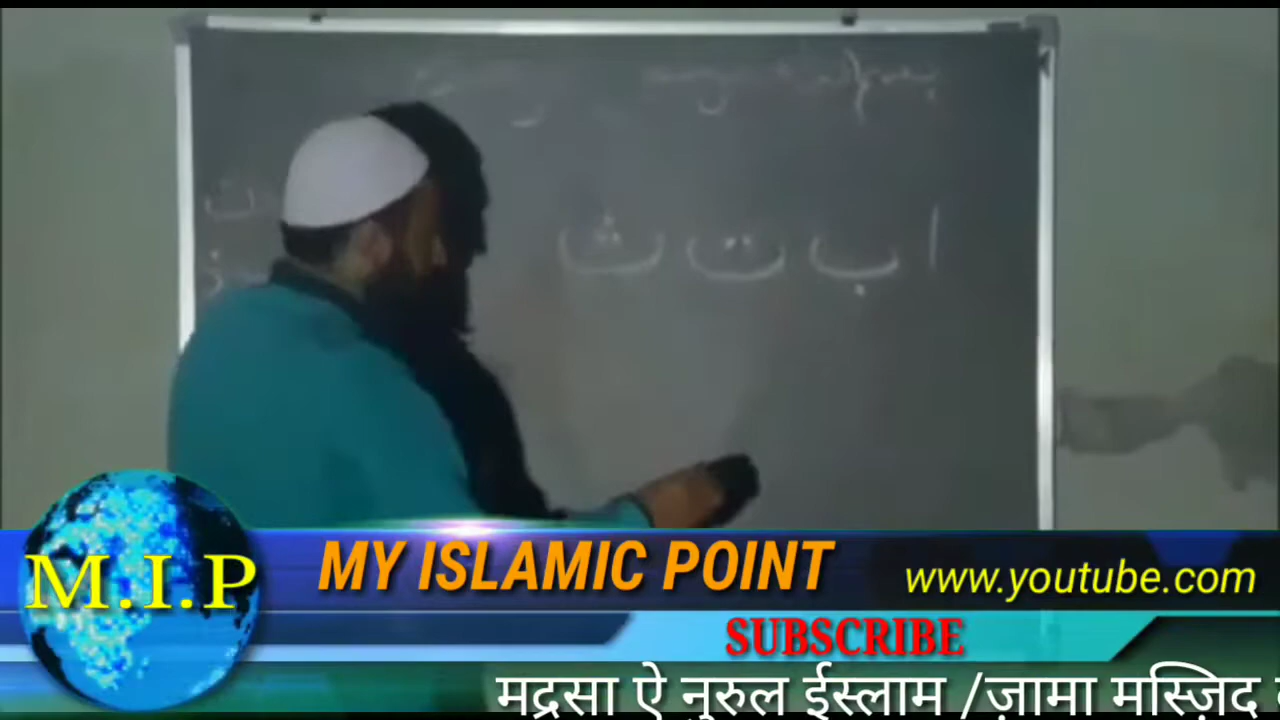 ا ب ت ث
M.I.P
MY ISLAMIC POINT
www.youtube.com
SUBSCRIBE
मद्रसा ऐ नुरुल ईस्लाम /ज़ामा मस्जिद